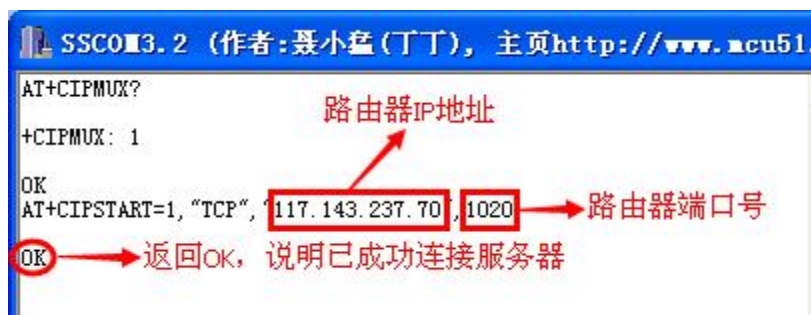 SSCOM3.2 (作者:聂小猛(丁丁), 主页http://www.mcu51.
AT+CIPMUX?
路由器IP地址
+CIPMUX: 1
OK
AT+CIPSTART=1,"TCP","117.143.237.70",1020
路由器端口号
OK
返回OK，说明已成功连接服务器